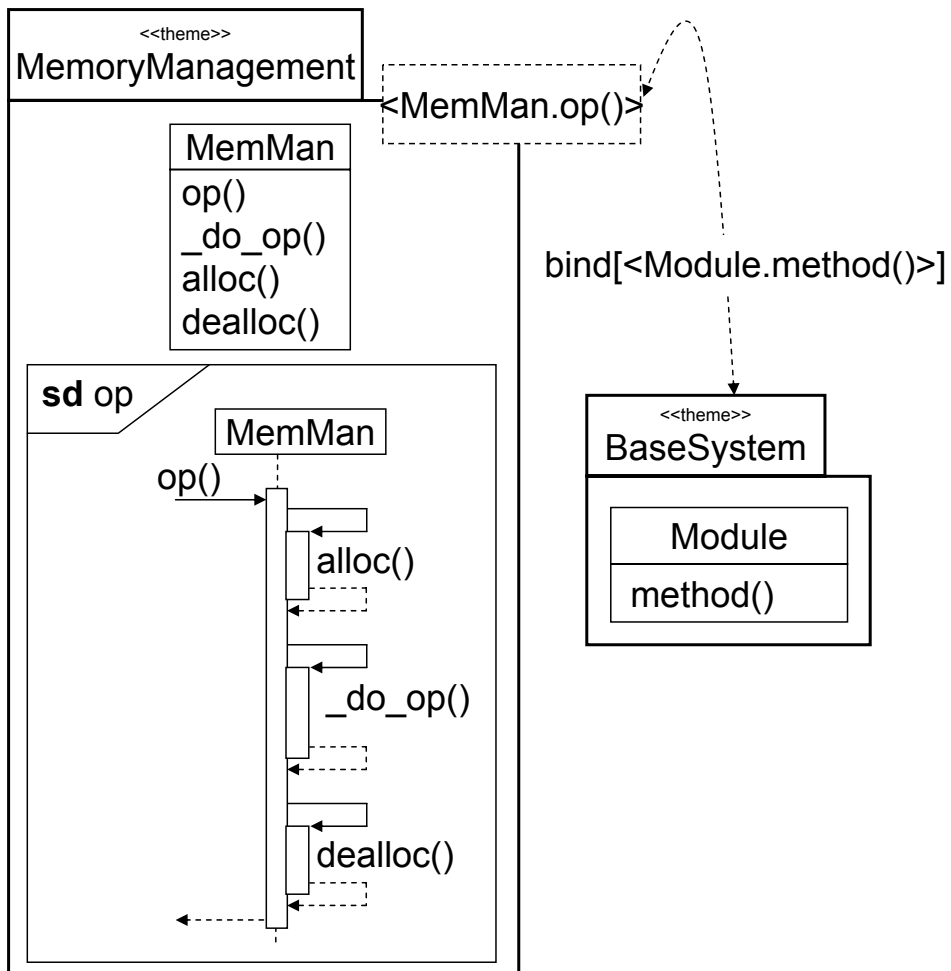 <<theme>>
MemoryManagement
<MemMan.op()>
MemMan
op()
_do_op()
alloc()
dealloc()
bind[<Module.method()>]
sd op
MemMan
op()
alloc()
_do_op()
dealloc()
<<theme>>
BaseSystem
Module
method()